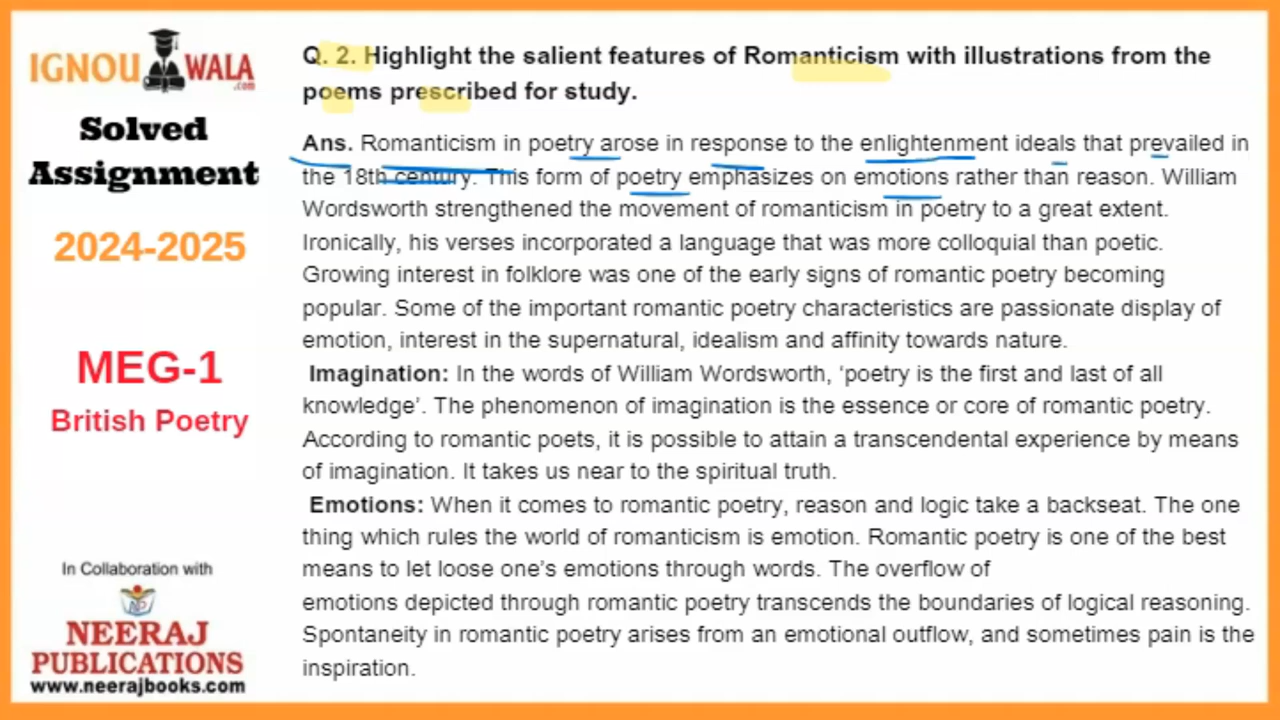 IGNOU WALA
.com
Solved
Assignment
2024-2025
MEG-1
British Poetry
In Collaboration with
NEERAJ
PUBLICATIONS
www.neerajbooks.com
Q. 2. Highlight the salient features of Romanticism with illustrations from the
poems prescribed for study.
Ans. Romanticism in poetry arose in response to the enlightenment ideals that prevailed in
the 18th century. This form of poetry emphasizes on emotions rather than reason. William
Wordsworth strengthened the movement of romanticism in poetry to a great extent.
Ironically, his verses incorporated a language that was more colloquial than poetic.
Growing interest in folklore was one of the early signs of romantic poetry becoming
popular. Some of the important romantic poetry characteristics are passionate display of
emotion, interest in the supernatural, idealism and affinity towards nature.
Imagination: In the words of William Wordsworth, ‘poetry is the first and last of all
knowledge’. The phenomenon of imagination is the essence or core of romantic poetry.
According to romantic poets, it is possible to attain a transcendental experience by means
of imagination. It takes us near to the spiritual truth.
Emotions: When it comes to romantic poetry, reason and logic take a backseat. The one
thing which rules the world of romanticism is emotion. Romantic poetry is one of the best
means to let loose one’s emotions through words. The overflow of
emotions depicted through romantic poetry transcends the boundaries of logical reasoning.
Spontaneity in romantic poetry arises from an emotional outflow, and sometimes pain is the
inspiration.